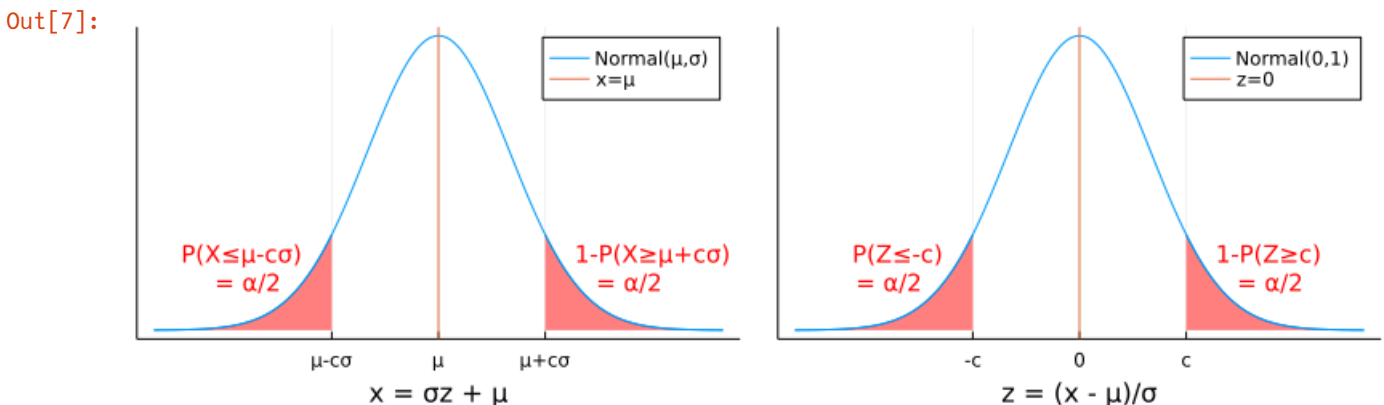 Out[7]:
Normal(μ,σ)
x=μ
P(X≤μ-cσ)
= α/2
1-P(X≥μ+cσ)
= α/2
μ-cσ
μ
μ+cσ
x = σz + μ
Normal(0,1)
z=0
P(Z≤-c)
= α/2
1-P(Z≥c)
= α/2
-c
0
c
z = (x - μ)/σ